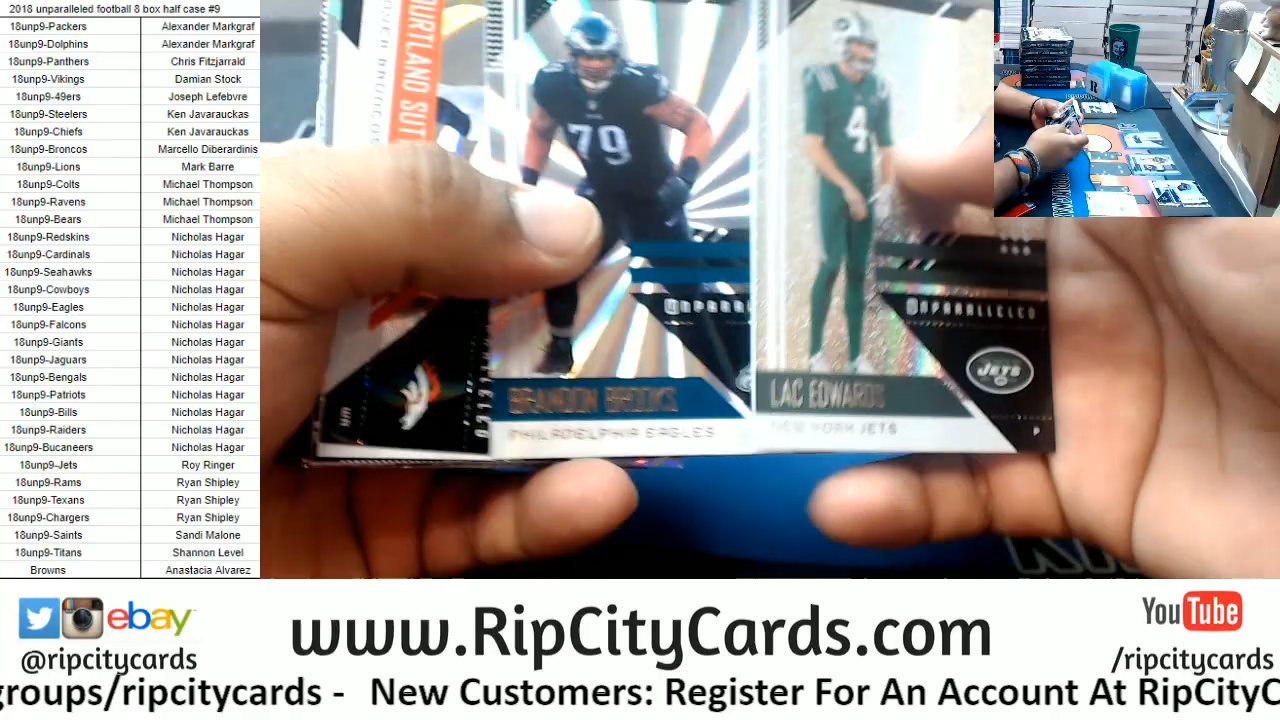 2018 unparalleled football 8 box half case #9
18unp9-Packers Alexander Markgraf
18unp9-Dolphins Alexander Markgraf
18unp9-Panthers Chris Fitzjarrald
18unp9-Vikings Damian Stock
18unp9-49ers Joseph Lefebvre
18unp9-Steelers Ken Javarauckas
18unp9-Chiefs Ken Javarauckas
18unp9-Broncos Marcello Diberardinis
18unp9-Lions Mark Barre
18unp9-Colts Michael Thompson
18unp9-Ravens Michael Thompson
18unp9-Bears Michael Thompson
18unp9-Redskins Nicholas Hagar
18unp9-Cardinals Nicholas Hagar
18unp9-Seahawks Nicholas Hagar
18unp9-Cowboys Nicholas Hagar
18unp9-Eagles Nicholas Hagar
18unp9-Falcons Nicholas Hagar
18unp9-Giants Nicholas Hagar
18unp9-Jaguars Nicholas Hagar
18unp9-Bengals Nicholas Hagar
18unp9-Patriots Nicholas Hagar
18unp9-Bills Nicholas Hagar
18unp9-Raiders Nicholas Hagar
18unp9-Bucaneers Nicholas Hagar
18unp9-Jets Roy Ringer
18unp9-Rams Ryan Shipley
18unp9-Texans Ryan Shipley
18unp9-Chargers Ryan Shipley
18unp9-Saints Sandi Malone
18unp9-Titans Shannon Level
Browns Anastacia Alvarez
OURTLAND SUT
79
BRANDON BROOKS
PHILADELPHIA EAGLES
4
UNPARALLELED
JETS
LAC EDWARDS
NEW YORK JETS
P
ebay
@ripcitycards
www.RipCityCards.com
YouTube
/ripcitycards
groups/ripcitycards - New Customers: Register For An Account At RipCityC